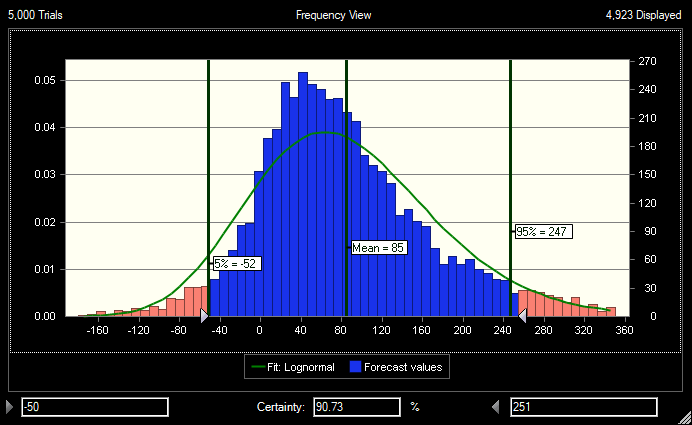 5,000 Trials Frequency View 4,923 Displayed
270
0.05 240
210
0.04 180
0.03 150
120
0.02 95% = 247 90
Mean = 85
5% = -52 60
0.01 30
0.00 0
-160 -120 -80 -40 0 40 80 120 160 200 240 280 320 360
Fit: Lognormal Forecast values
-50 Certainty: 90.73 % 251